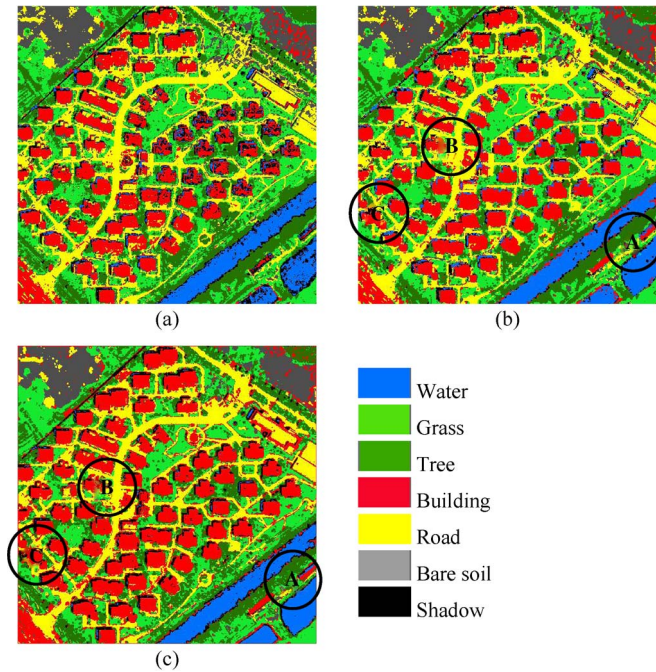 B
C
A
(a)
(b)
B
C
A
(c)
Water
Grass
Tree
Building
Road
Bare soil
Shadow